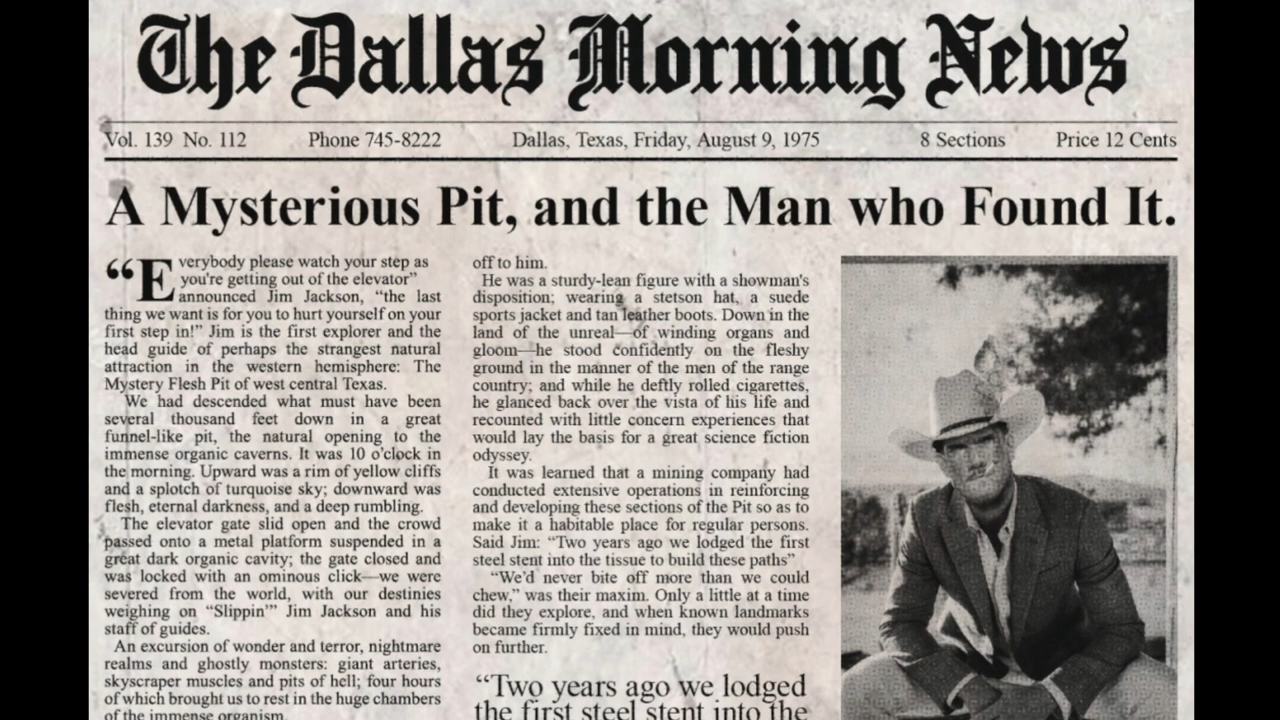 The Dallas Morning News
Vol. 139 No. 112 Phone 745-8222 Dallas, Texas, Friday, August 9, 1975 8 Sections Price 12 Cents
A Mysterious Pit, and the Man who Found It.
“Everybody please watch your step as
you're getting out of the elevator”
announced Jim Jackson, “the last
thing we want is for you to hurt yourself on your
first step in!” Jim is the first explorer and the
head guide of perhaps the strangest natural
attraction in the western hemisphere: The
Mystery Flesh Pit of west central Texas.
We had descended what must have been
several thousand feet down in a great
funnel-like pit, the natural opening to the
immense organic caverns. It was 10 o'clock in
the morning. Upward was a rim of yellow cliffs
and a splotch of turquoise sky; downward was
flesh, eternal darkness, and a deep rumbling.
The elevator gate slid open and the crowd
passed onto a metal platform suspended in a
great dark organic cavity; the gate closed and
was locked with an ominous click—we were
severed from the world, with our destinies
weighing on “Slippin’” Jim Jackson and his
staff of guides.
An excursion of wonder and terror, nightmare
realms and ghostly monsters: giant arteries,
skyscraper muscles and pits of hell; four hours
of which brought us to rest in the huge chambers
of the immense organism.
off to him.
He was a sturdy-lean figure with a showman's
disposition; wearing a stetson hat, a suede
sports jacket and tan leather boots. Down in the
land of the unreal—of winding organs and
gloom—he stood confidently on the fleshy
ground in the manner of the men of the range
country; and while he deftly rolled cigarettes,
he glanced back over the vista of his life and
recounted with little concern experiences that
would lay the basis for a great science fiction
odyssey.
It was learned that a mining company had
conducted extensive operations in reinforcing
and developing these sections of the Pit so as to
make it a habitable place for regular persons.
Said Jim: “Two years ago we lodged the first
steel stent into the tissue to build these paths”
“We’d never bite off more than we could
chew,” was their maxim. Only a little at a time
did they explore, and when known landmarks
became firmly fixed in mind, they would push
on further.
“Two years ago we lodged
the first steel stent into the